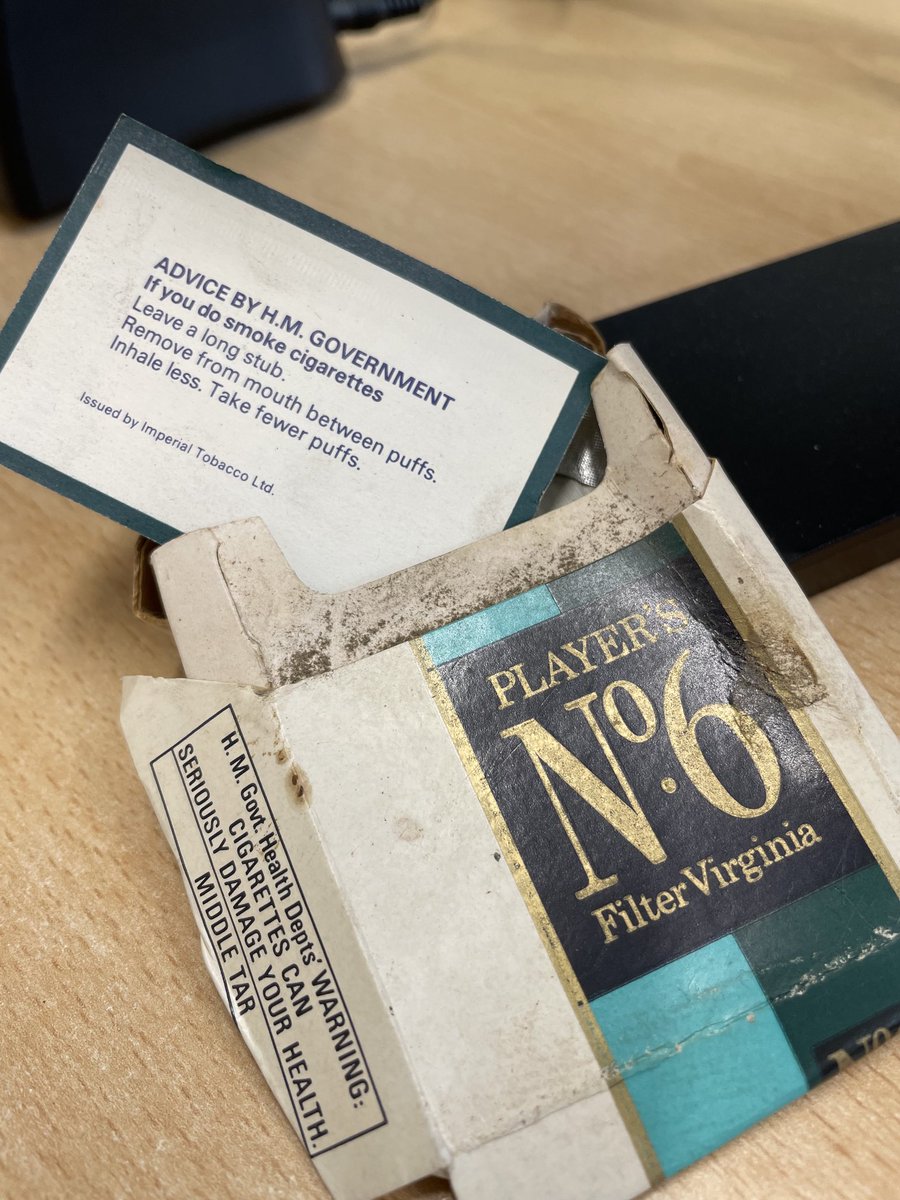 ADVICE BY H.M. GOVERNMENT
If you do smoke cigarettes
Leave a long stub.
Remove from mouth between puffs.
Inhale less. Take fewer puffs.
Issued by Imperial Tobacco Ltd.
PLAYER'S
No.6
Filter Virginia
No
H.M. Govt. Health Depts' WARNING:
CIGARETTES CAN
SERIOUSLY DAMAGE YOUR HEALTH.
MIDDLE TAR